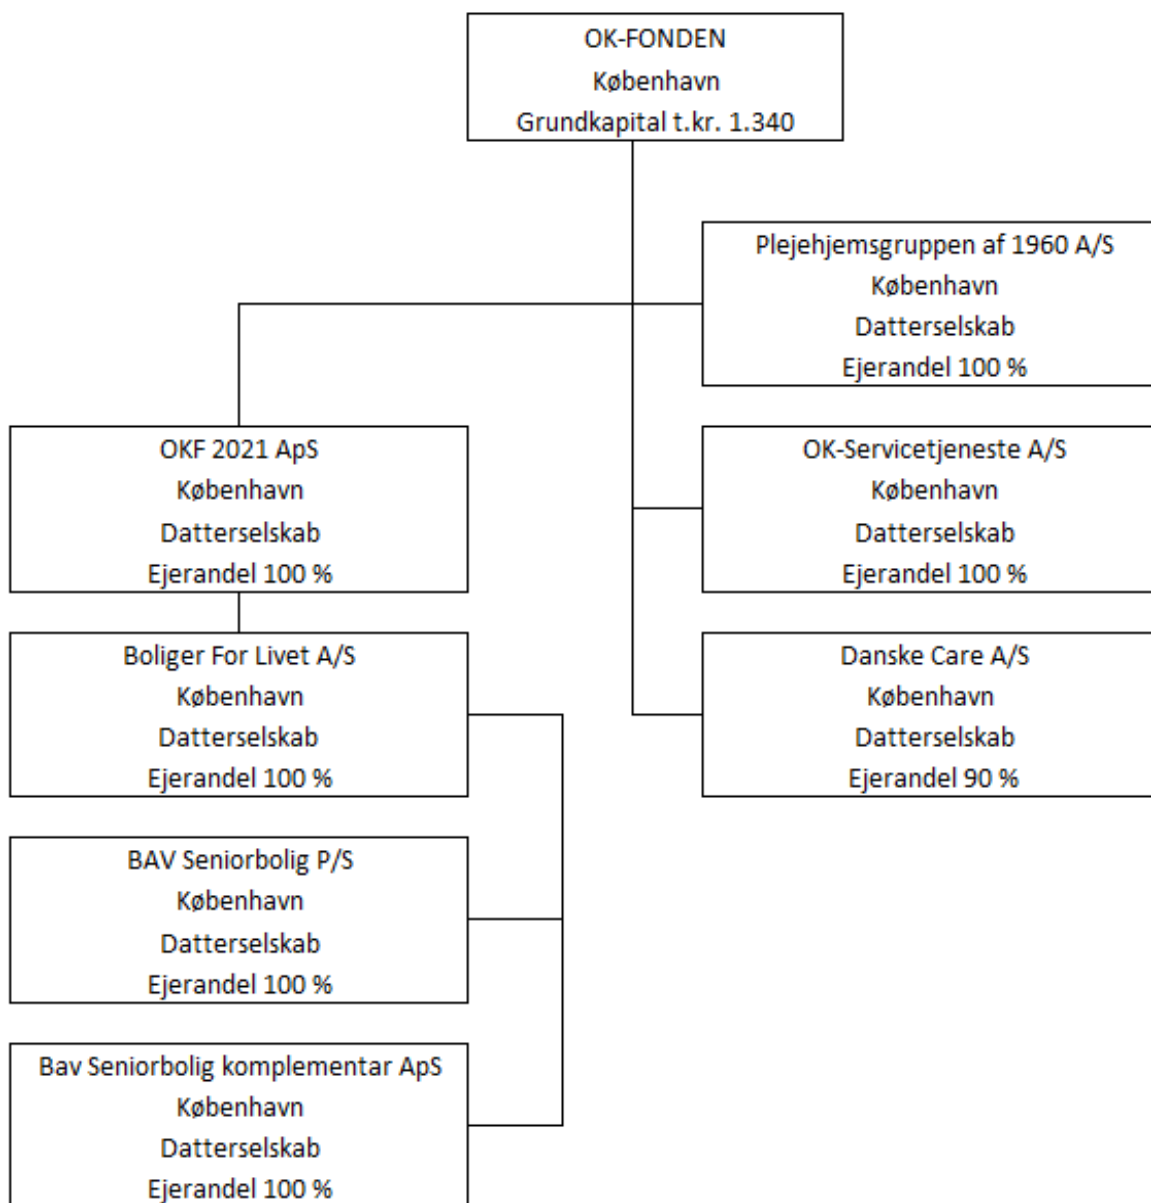 OK-FONDEN
København
Grundkapital t.kr. 1.340
Plejehjemsgruppen af 1960 A/S
København
Datterselskab
Ejerandel 100 %
OKF 2021 ApS
København
Datterselskab
Ejerandel 100 %
OK-Servicetjeneste A/S
København
Datterselskab
Ejerandel 100 %
Boliger For Livet A/S
København
Datterselskab
Ejerandel 100 %
Danske Care A/S
København
Datterselskab
Ejerandel 90 %
BAV Seniorbolig P/S
København
Datterselskab
Ejerandel 100 %
Bav Seniorbolig komplementar ApS
København
Datterselskab
Ejerandel 100 %